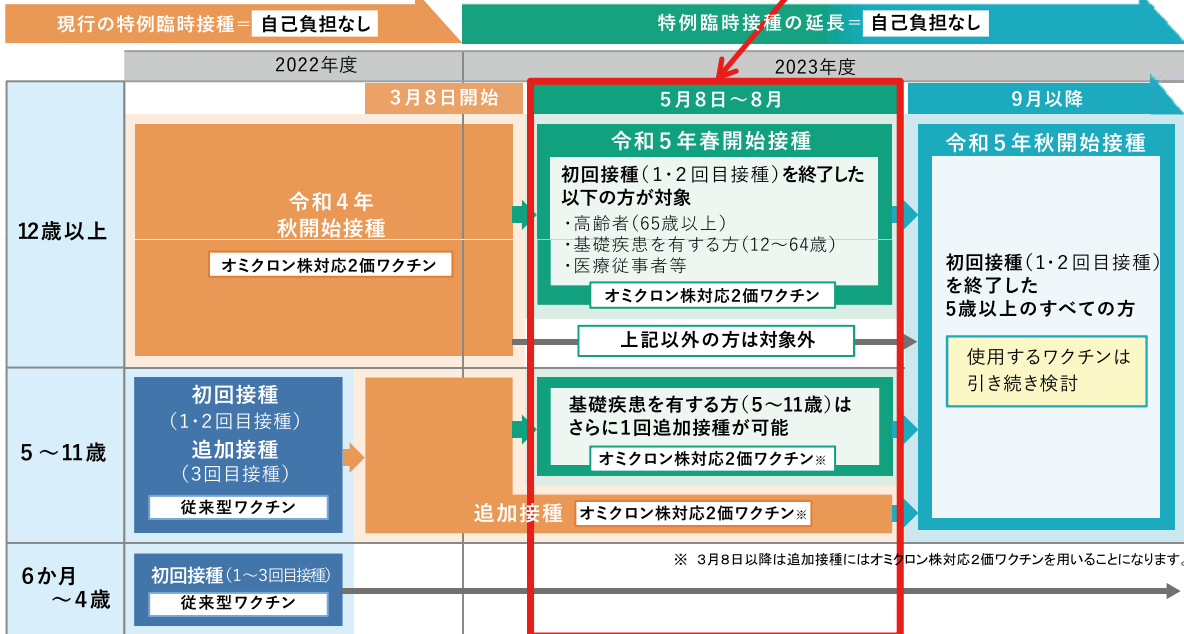 現行の特例臨時接種＝自己負担なし
特例臨時接種の延長＝自己負担なし
2022年度
2023年度
3月8日開始
5月8日～8月
9月以降
12歳以上
令和4年
秋開始接種
オミクロン株対応2価ワクチン
令和5年春開始接種
初回接種（1・2回目接種）を終了した
以下の方が対象
・高齢者（65歳以上）
・基礎疾患を有する方（12～64歳）
・医療従事者等
オミクロン株対応2価ワクチン
上記以外の方は対象外
令和5年秋開始接種
初回接種（1・2回目接種）
を終了した
5歳以上のすべての方
使用するワクチンは
引き続き検討
5～11歳
初回接種
（1・2回目接種）
追加接種
（3回目接種）
従来型ワクチン
基礎疾患を有する方（5～11歳）は
さらに1回追加接種が可能
オミクロン株対応2価ワクチン※
追加接種 オミクロン株対応2価ワクチン※
※ 3月8日以降は追加接種にはオミクロン株対応2価ワクチンを用いることになります。
6か月
～4歳
初回接種（1～3回目接種）
従来型ワクチン